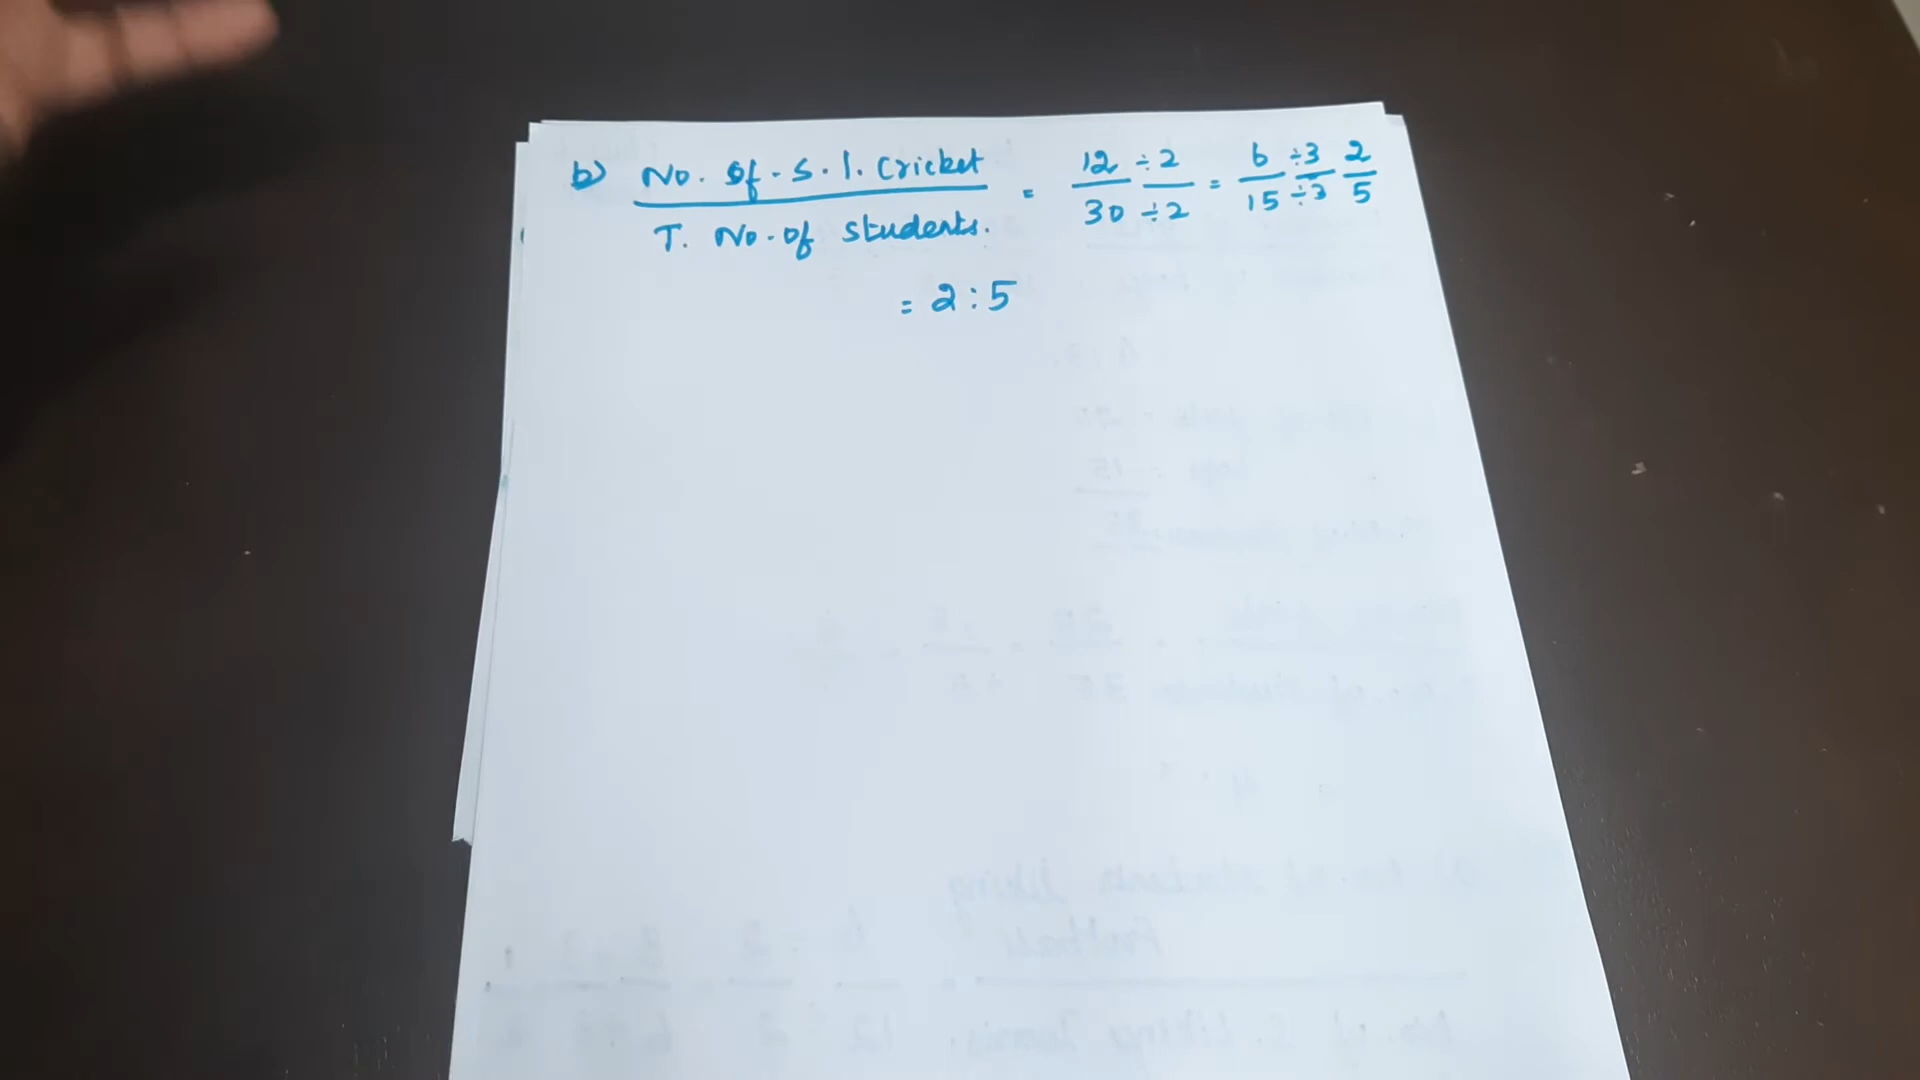 b) No. of. S. l. Cricket = 12 ÷ 2 = 6 ÷3 2
T. No. of students. 30 ÷ 2 15 ÷3 5
= 2 : 5